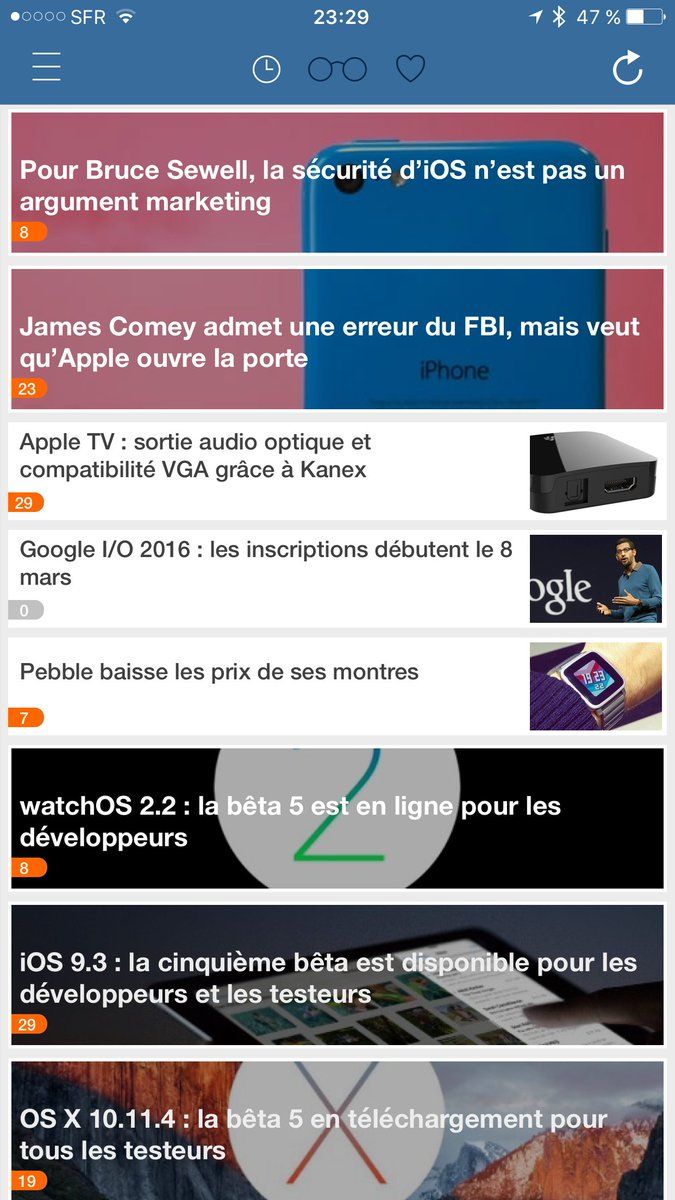 SFR 23:29 47 %
Pour Bruce Sewell, la sécurité d’iOS n’est pas un
argument marketing
8
James Comey admet une erreur du FBI, mais veut
qu’Apple ouvre la porte
iPhone
23
Apple TV : sortie audio optique et
compatibilité VGA grâce à Kanex
29
Google I/O 2016 : les inscriptions débutent le 8
mars
ogle
0
Pebble baisse les prix de ses montres
19:23
22
7
2
watchOS 2.2 : la bêta 5 est en ligne pour les
développeurs
8
iOS 9.3 : la cinquième bêta est disponible pour les
développeurs et les testeurs
29
X
OS X 10.11.4 : la bêta 5 en téléchargement pour
tous les testeurs
19